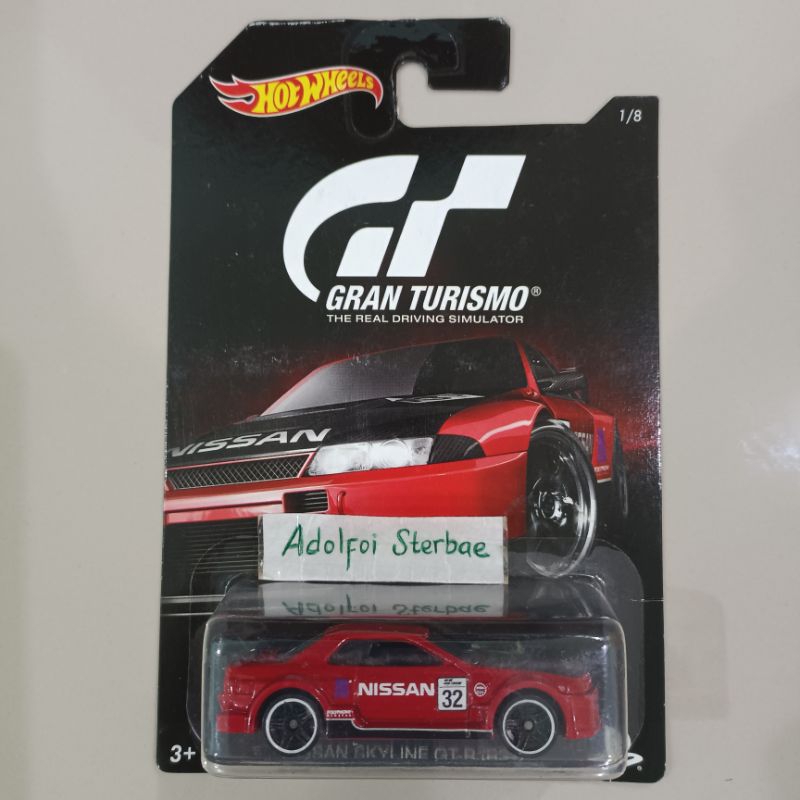 HOT WHEELS
1/8
GRAN TURISMO®
THE REAL DRIVING SIMULATOR
NISSAN
Adolfoi Sterbae
Adolfoi Sterbae
NISSAN
32
3+
SKYLINE GT-R